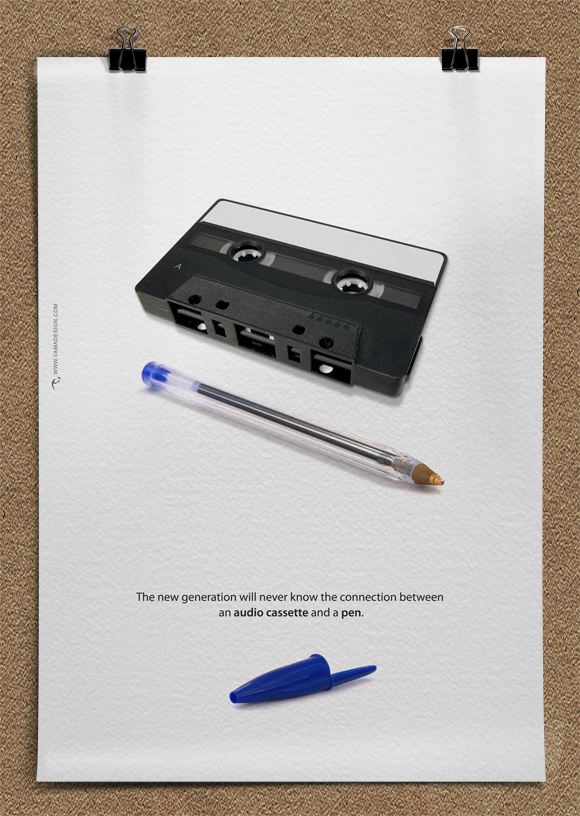 A
WWW.VAMADESIGN.COM
The new generation will never know the connection between
an audio cassette and a pen.